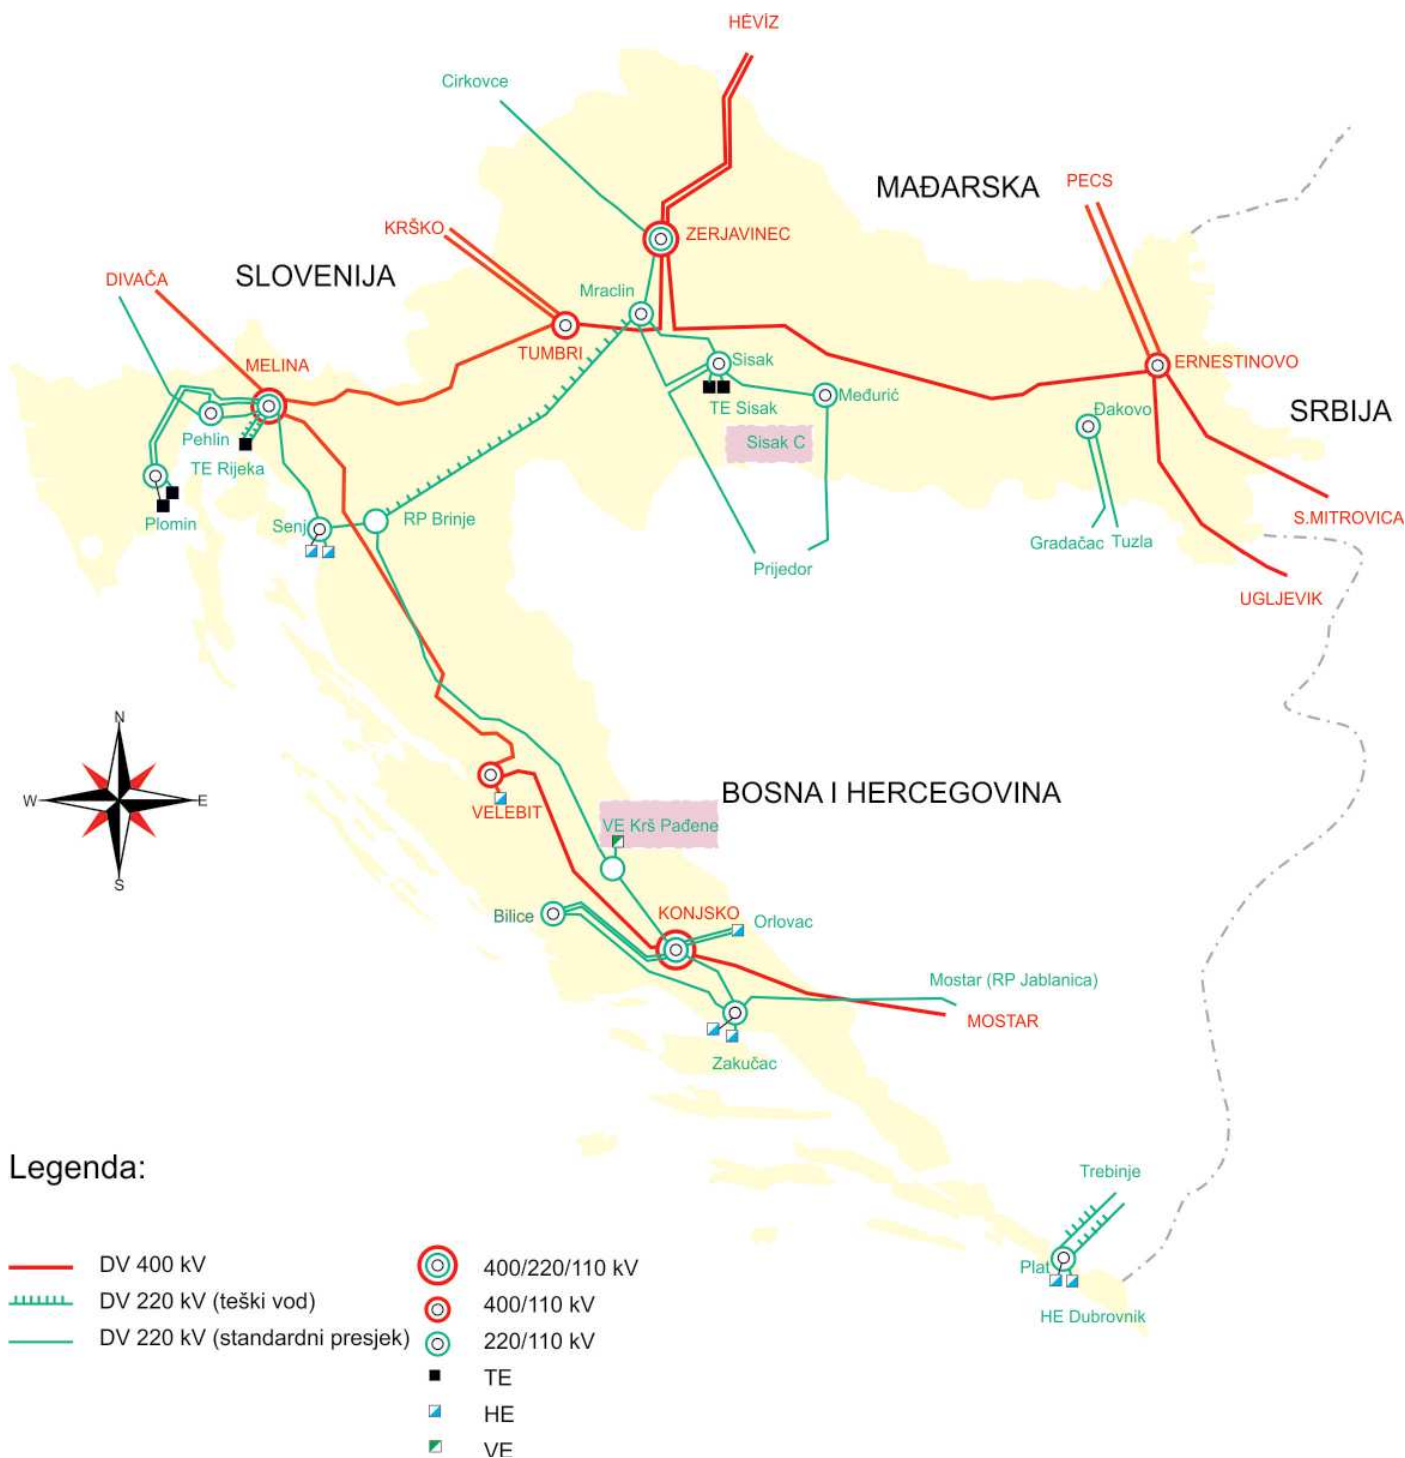 HÉVÍZ
Cirkovce
MAĐARSKA
PECS
KRŠKO
ZERJAVINEC
SLOVENIJA
DIVAČA
Mraclin
TUMBRI
MELINA
Sisak
ERNESTINOVO
TE Sisak
Međurić
Đakovo
SRBIJA
Pehlin
Sisak C
TE Rijeka
Plomin
Senj
RP Brinje
S.MITROVICA
Gradačac
Tuzla
Prijedor
UGLJEVIK
N
W
E
S
BOSNA I HERCEGOVINA
VELEBIT
VE Krš Pađene
Bilice
KONJSKO
Orlovac
Mostar (RP Jablanica)
MOSTAR
Zakučac
Trebinje
Plat
HE Dubrovnik
Legenda:
DV 400 kV
DV 220 kV (teški vod)
DV 220 kV (standardni presjek)
400/220/110 kV
400/110 kV
220/110 kV
TE
HE
VE